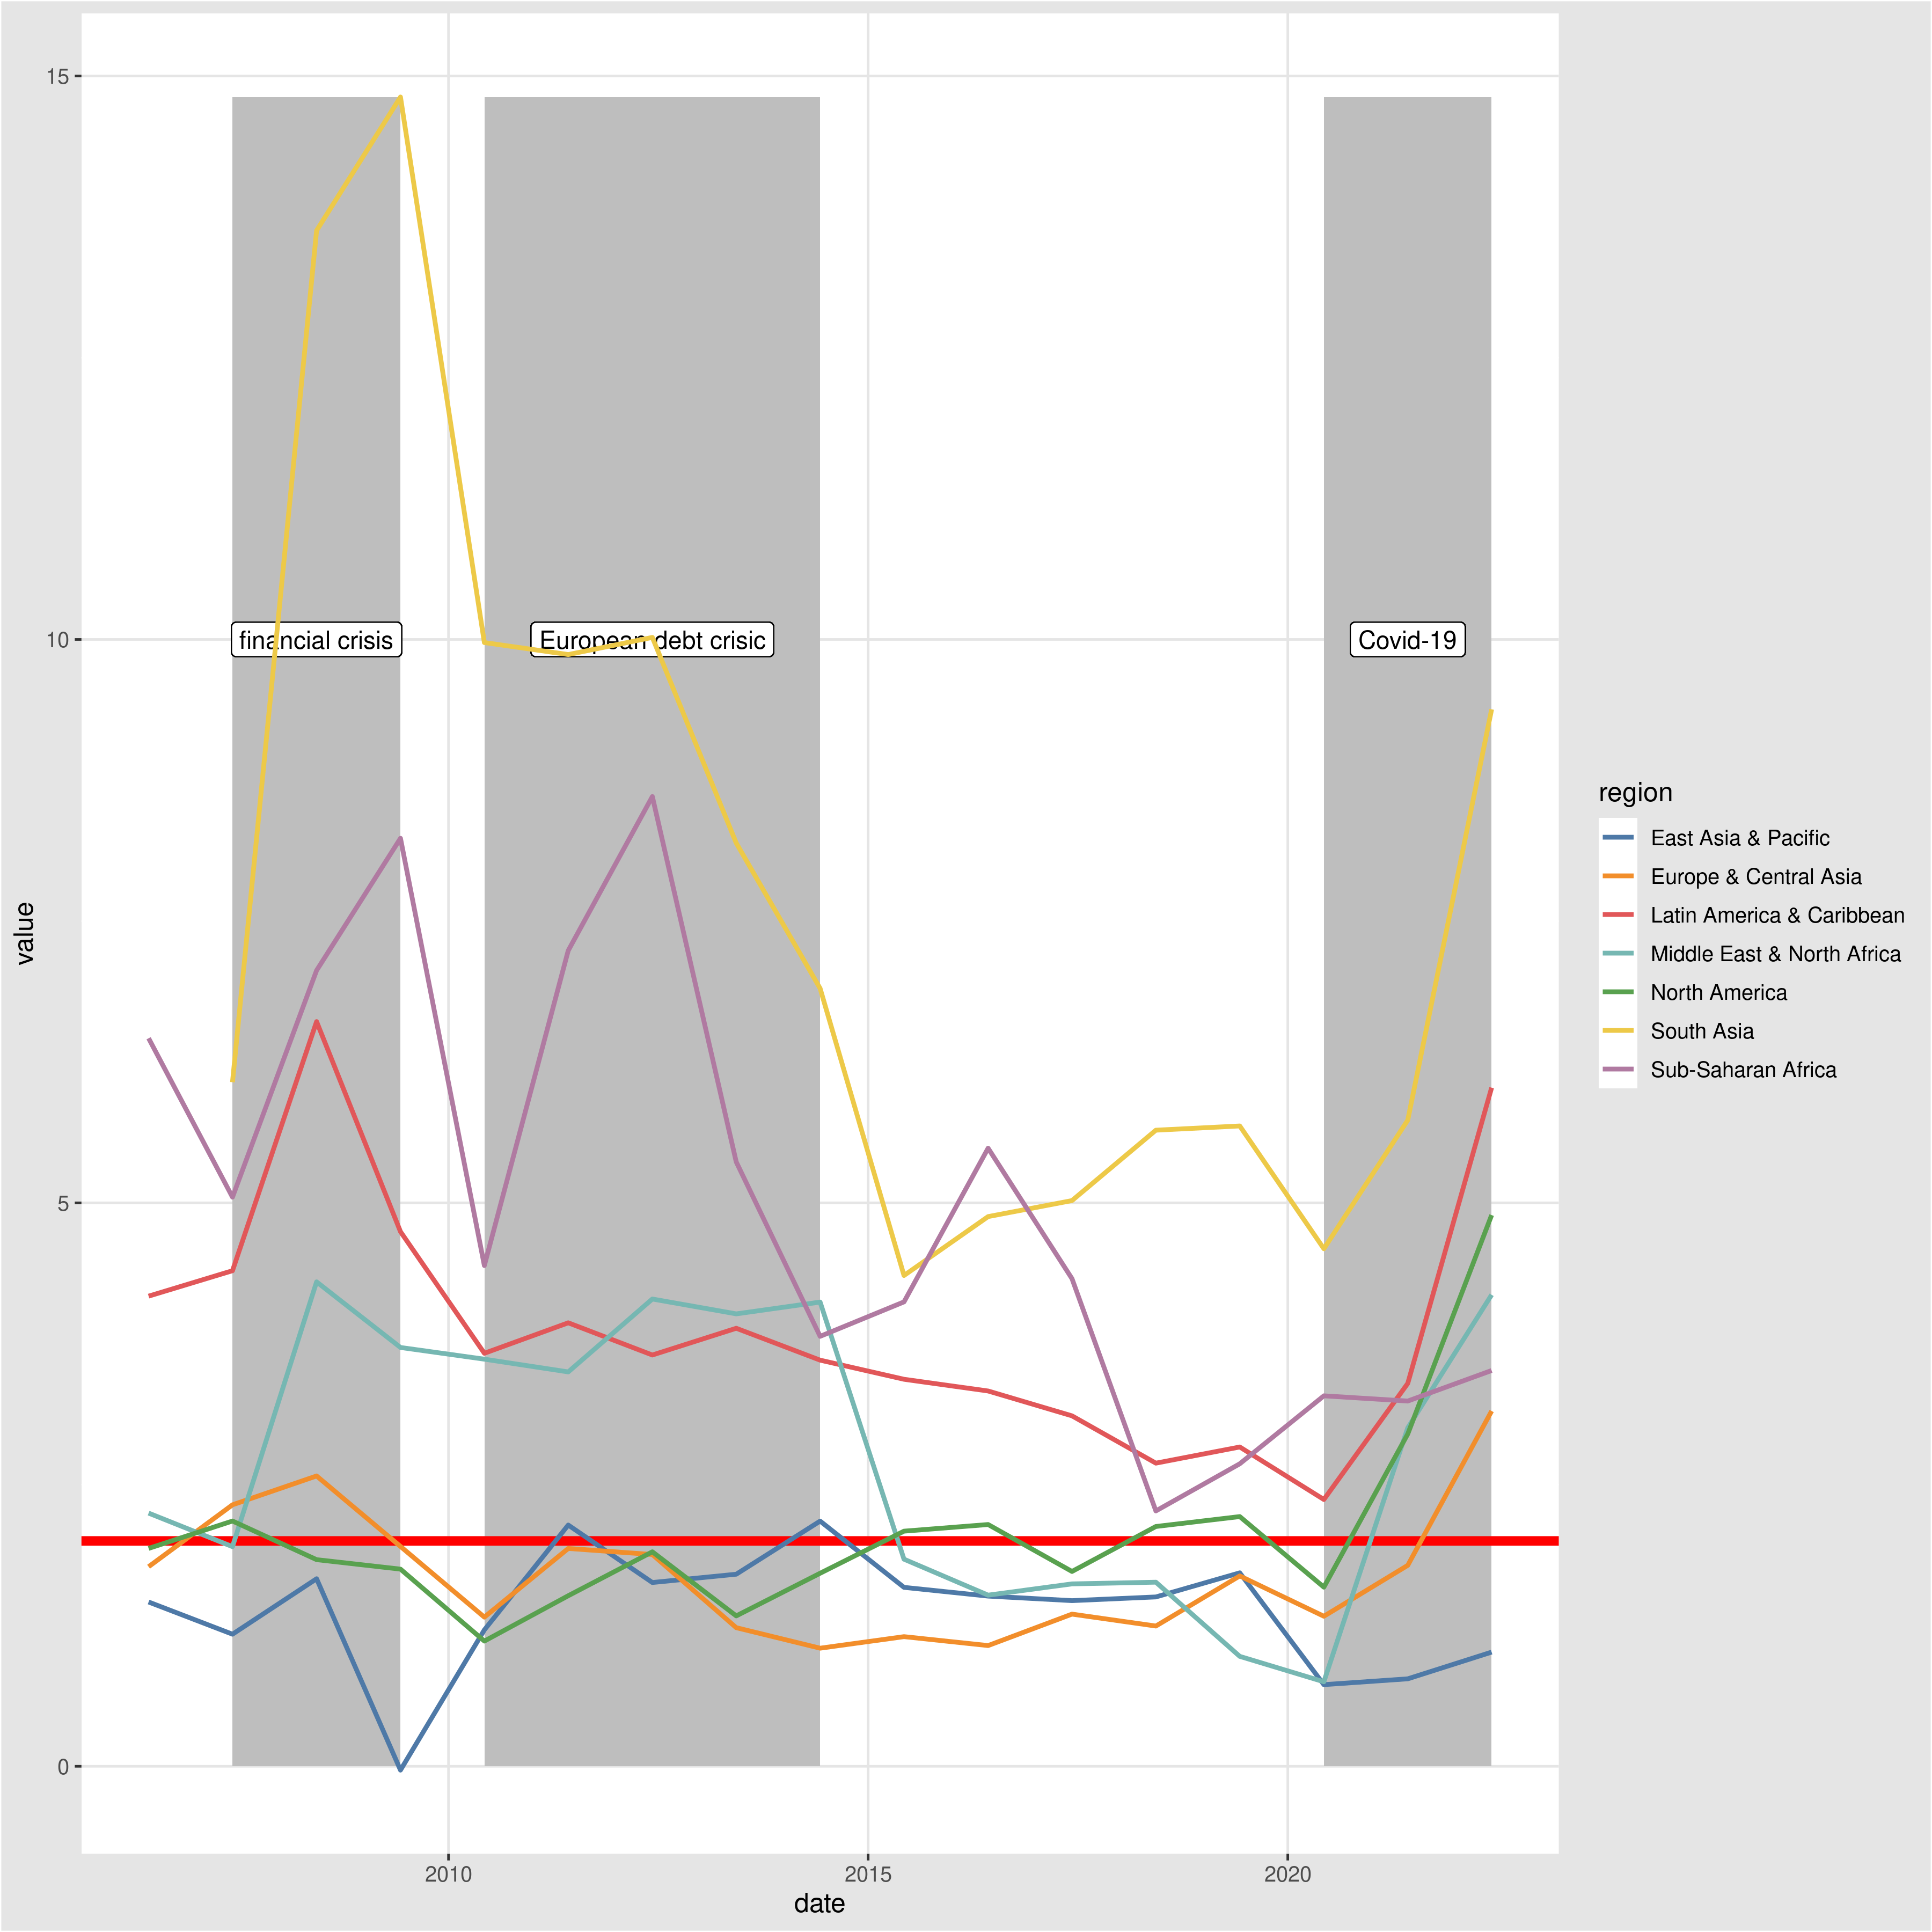 15
10
5
0
value
financial crisis
European debt crisic
Covid-19
2010
2015
2020
date
region
East Asia & Pacific
Europe & Central Asia
Latin America & Caribbean
Middle East & North Africa
North America
South Asia
Sub-Saharan Africa